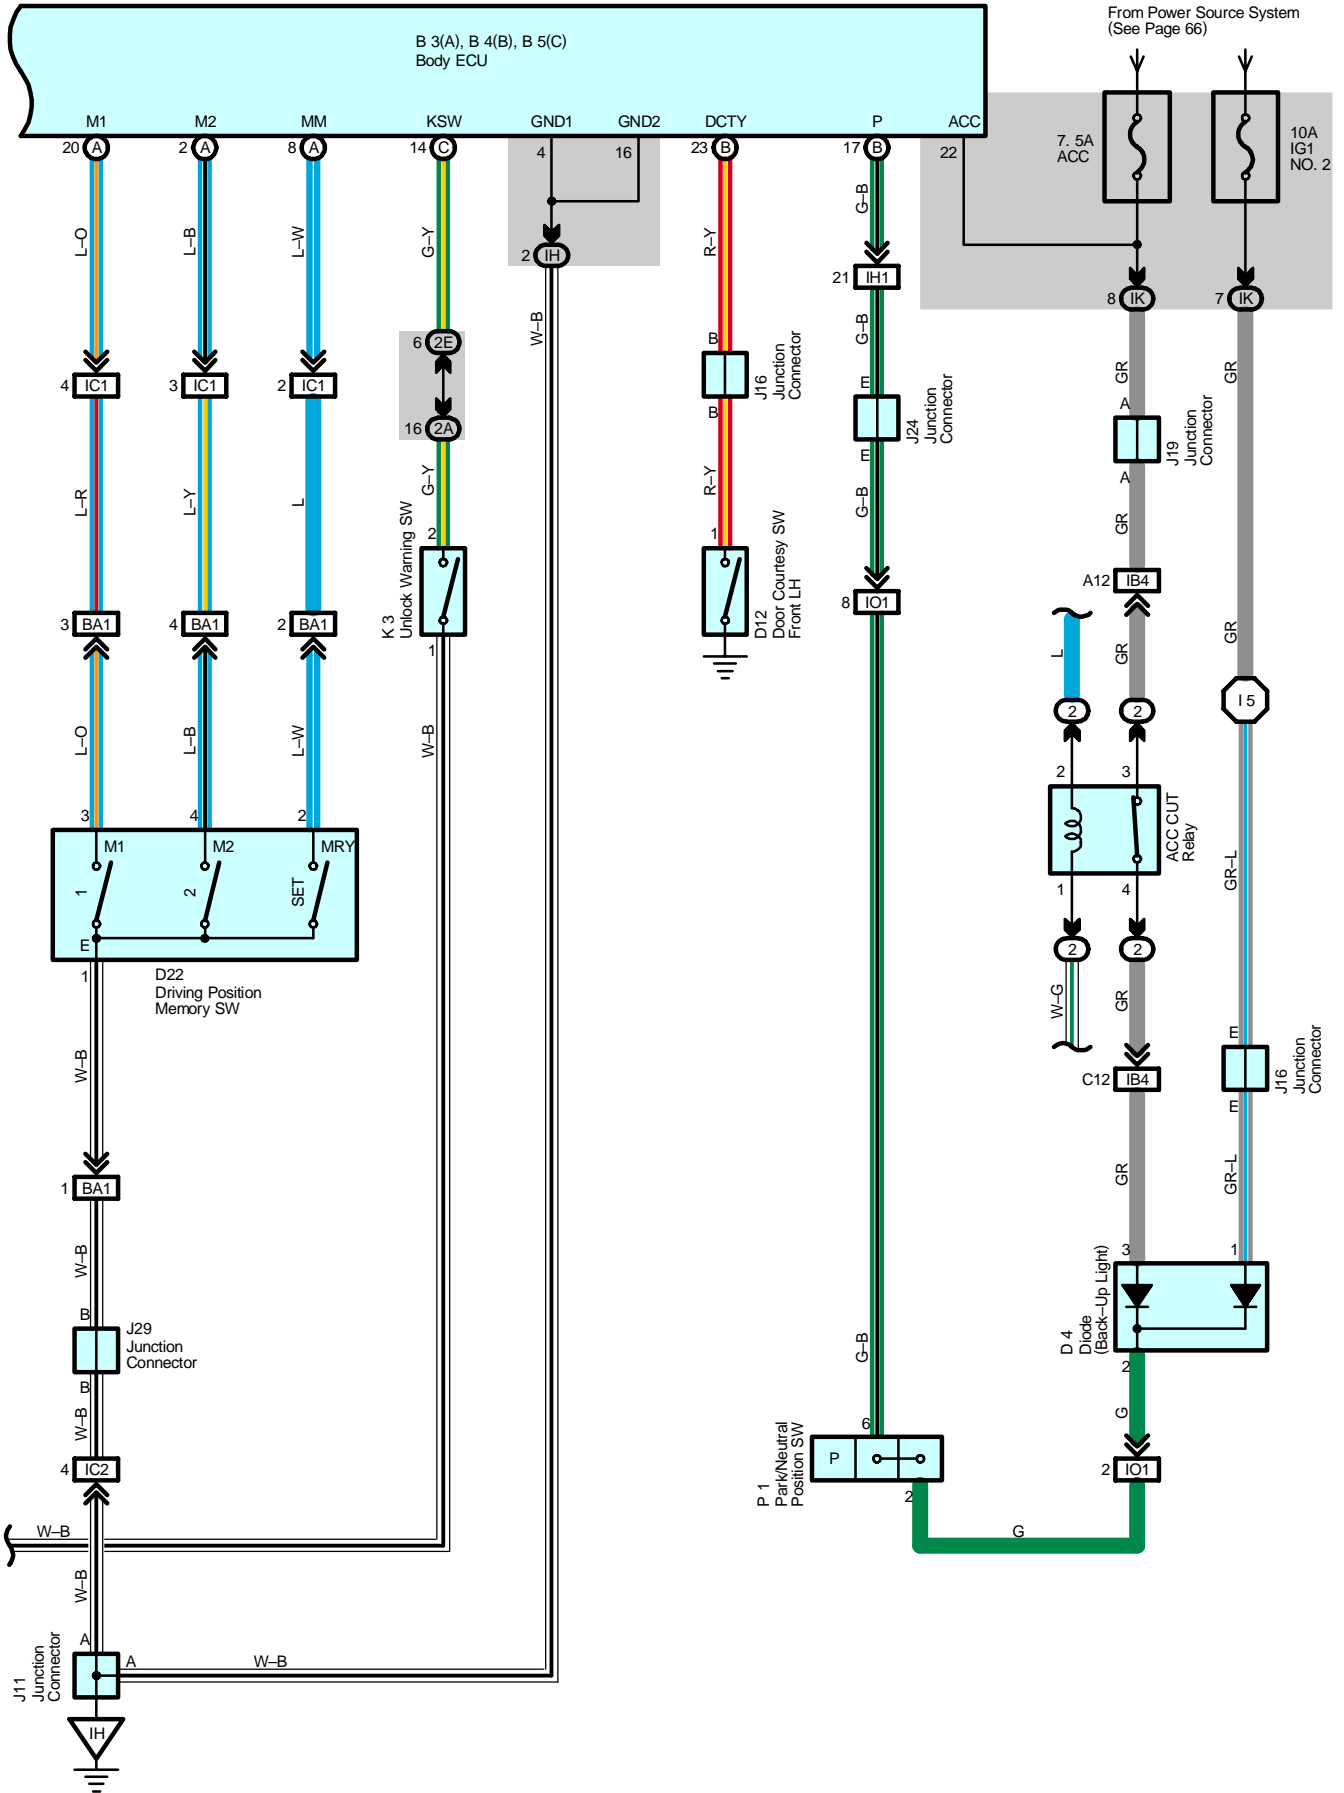 From Power Source System
(See Page 66)
B 3(A), B 4(B), B 5(C)
Body ECU
M1
M2
MM
KSW
GND1
GND2
DCTY
P
ACC
20 A
2 A
8 A
14 C
4
16
23 B
17 B
22
7. 5A
ACC
10A
IG1
NO. 2
L–O
L–B
L–W
G–Y
R–Y
G–B
2 IH
21 IH1
8 IK
7 IK
W–B
6 2E
16 2A
4 IC1
3 IC1
2 IC1
B
J16
Junction
Connector
B
G–B
E
J24
Junction
Connector
E
GR
GR
A
J19
Junction
Connector
A
L–R
L–Y
L
G–Y
R–Y
G–B
GR
2
K 3
Unlock Warning SW
1
1
D12
Door Courtesy SW
Front LH
A12 IB4
8 IO1
3 BA1
4 BA1
2 BA1
L
GR
GR
I 5
2
2
L–O
L–B
L–W
W–B
2
3
ACC CUT
Relay
1
4
3
4
2
M1
M2
MRY
1
2
SET
E
1
D22
Driving Position
Memory SW
GR–L
2
2
W–G
GR
C12 IB4
E
J16
Junction
Connector
E
W–B
1 BA1
GR
GR–L
W–B
B
J29
Junction
Connector
B
3
1
D 4
Diode
(Back–Up Light)
2
G–B
W–B
4 IC2
6
P
P 1
Park/Neutral
Position SW
2
G
2 IO1
G
W–B
W–B
A
J11
Junction
Connector
A
W–B
IH